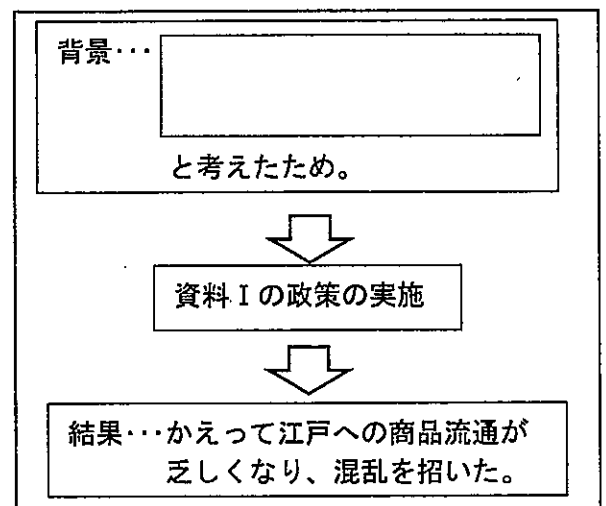 背景・・・
と考えたため。
資料Ⅰの政策の実施
結果・・・かえって江戸への商品流通が
乏しくなり、混乱を招いた。